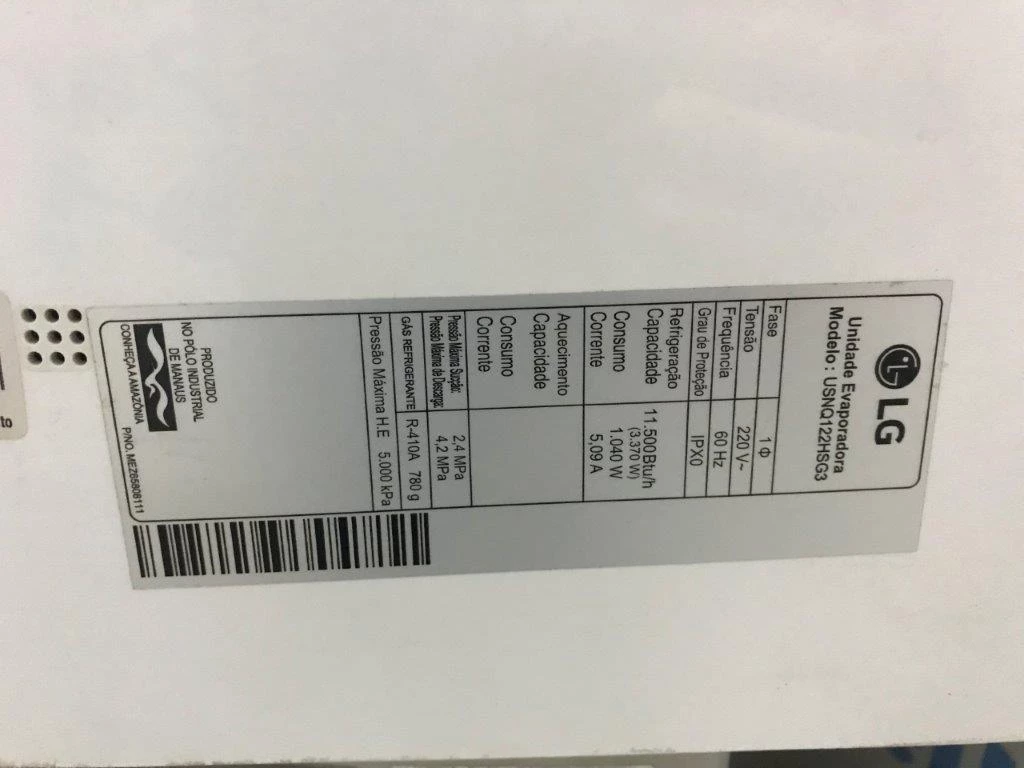 LG
Unidade Evaporadora
Modelo : USNQ122HSG3
Fase 1 Φ
Tensão 220 V~
Frequência 60 Hz
Grau de Proteção IPX0
Refrigeração
Capacidade 11.500Btu/h
(3.370 W)
Consumo 1.040 W
Corrente 5,09 A
Aquecimento
Capacidade
Consumo
Corrente
Pressão Máxima Sucção: 2,4 MPa
Pressão Máxima de Descarga: 4,2 MPa
GÁS REFRIGERANTE R-410A 780 g
Pressão Máxima H.E 5,000 kPa
PRODUZIDO
NO PÓLO INDUSTRIAL
DE MANAUS
CONHEÇA A AMAZÔNIA
P/NO. MEZ65808111